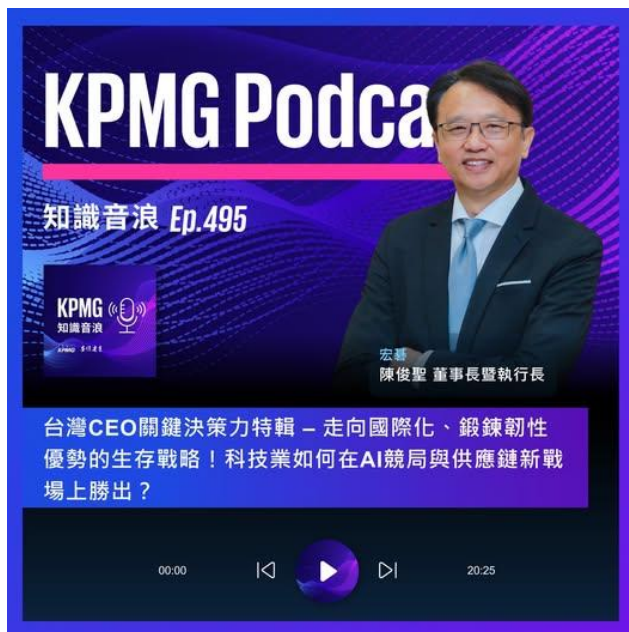 KPMG Podca
知識音浪 Ep.495
KPMG
知識音浪
KPMG
宏碁
陳俊聖 董事長暨執行長
台灣CEO關鍵決策力特輯 – 走向國際化、鍛鍊韌性
優勢的生存戰略！科技業如何在AI競局與供應鏈新戰
場上勝出？
00:00
20:25